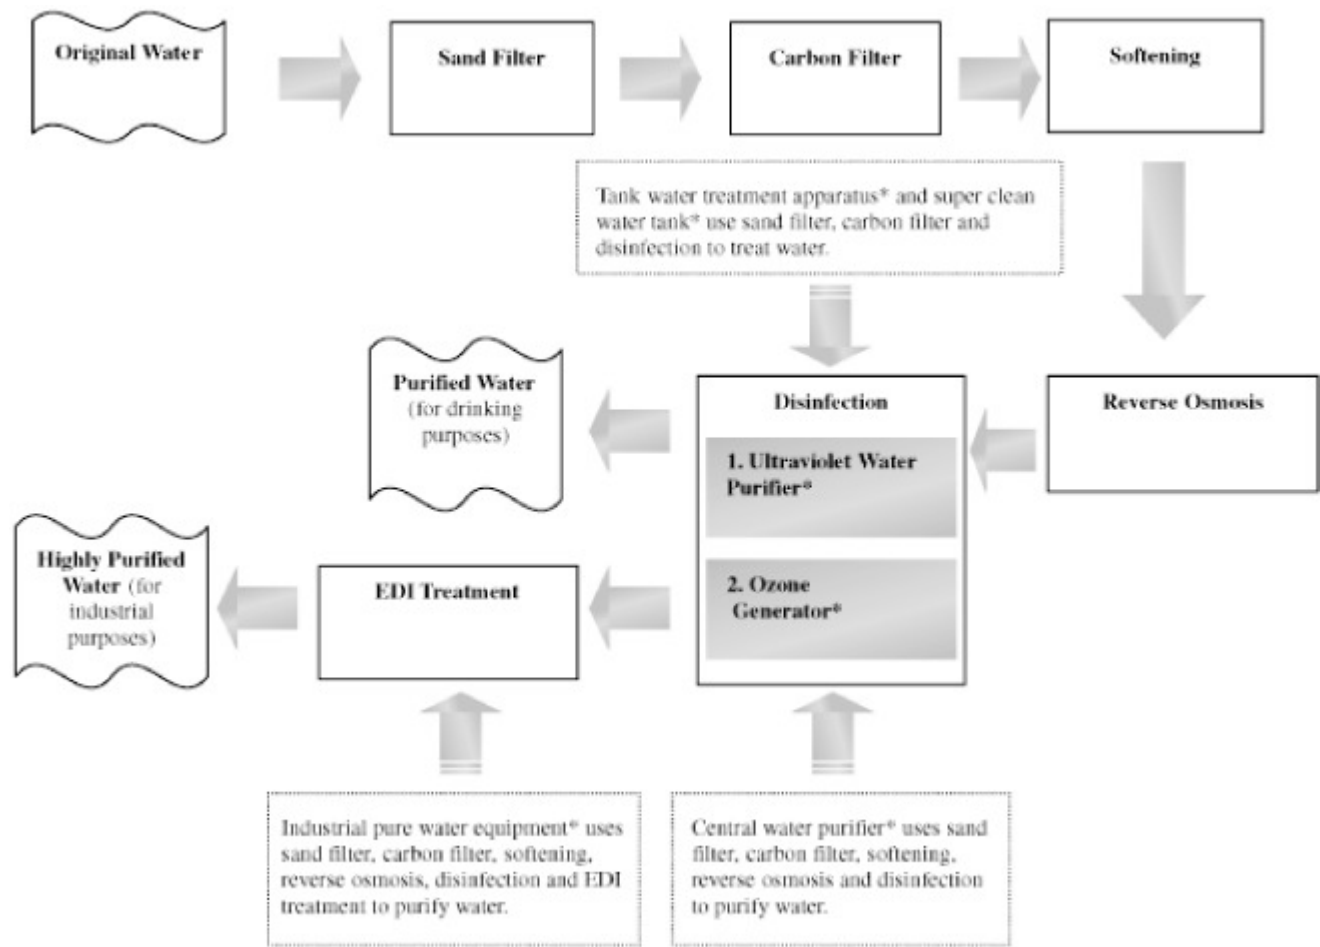 Original Water
Sand Filter
Carbon Filter
Softening
Tank water treatment apparatus* and super clean
water tank* use sand filter, carbon filter and
disinfection to treat water.
Purified Water
(for drinking
purposes)
Disinfection
1. Ultraviolet Water
Purifier*
2. Ozone
Generator*
Reverse Osmosis
Highly Purified
Water (for
industrial
purposes)
EDI Treatment
Industrial pure water equipment* uses
sand filter, carbon filter, softening,
reverse osmosis, disinfection and EDI
treatment to purify water.
Central water purifier* uses sand
filter, carbon filter, softening,
reverse osmosis and disinfection
to purify water.